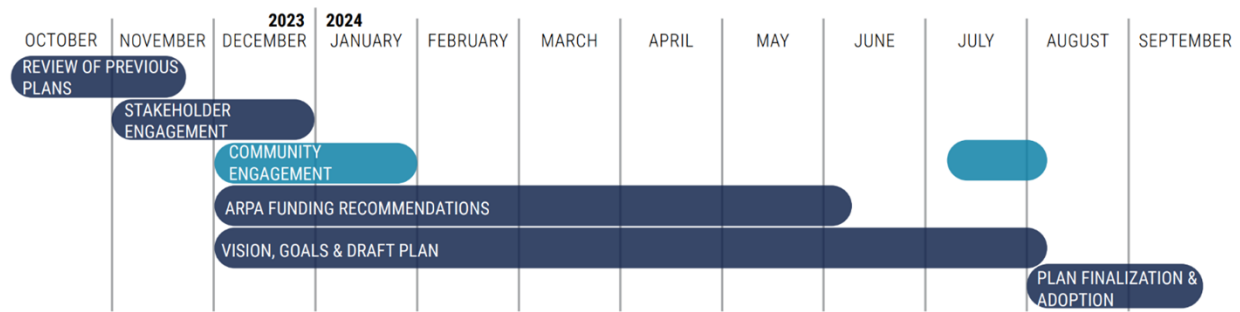 2023 2024
OCTOBER NOVEMBER DECEMBER JANUARY FEBRUARY MARCH APRIL MAY JUNE JULY AUGUST SEPTEMBER
REVIEW OF PREVIOUS
PLANS
STAKEHOLDER
ENGAGEMENT
COMMUNITY
ENGAGEMENT
ARPA FUNDING RECOMMENDATIONS
VISION, GOALS & DRAFT PLAN
PLAN FINALIZATION &
ADOPTION